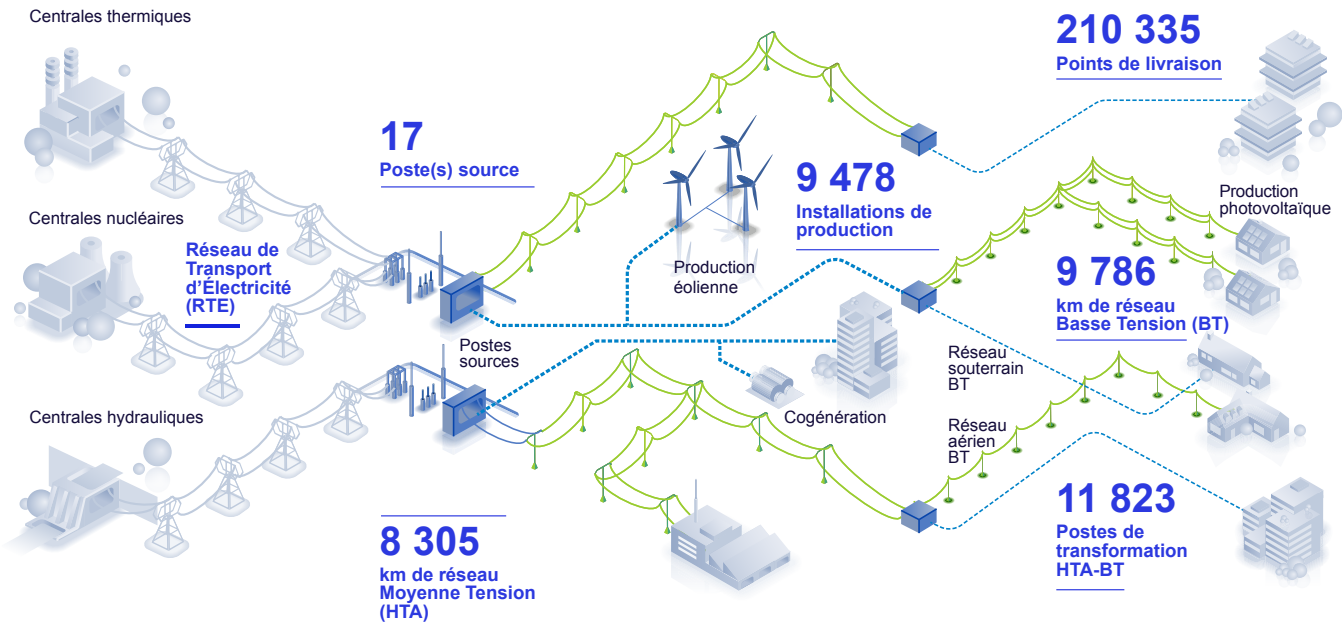 Centrales thermiques
Centrales nucléaires
Réseau de
Transport
d’Électricité
(RTE)
Centrales hydrauliques
17
Poste(s) source
Postes
sources
8 305
km de réseau
Moyenne Tension
(HTA)
Production
éolienne
9 478
Installations de
production
Cogénération
210 335
Points de livraison
Production
photovoltaïque
9 786
km de réseau
Basse Tension (BT)
Réseau
souterrain
BT
Réseau
aérien
BT
11 823
Postes de
transformation
HTA-BT